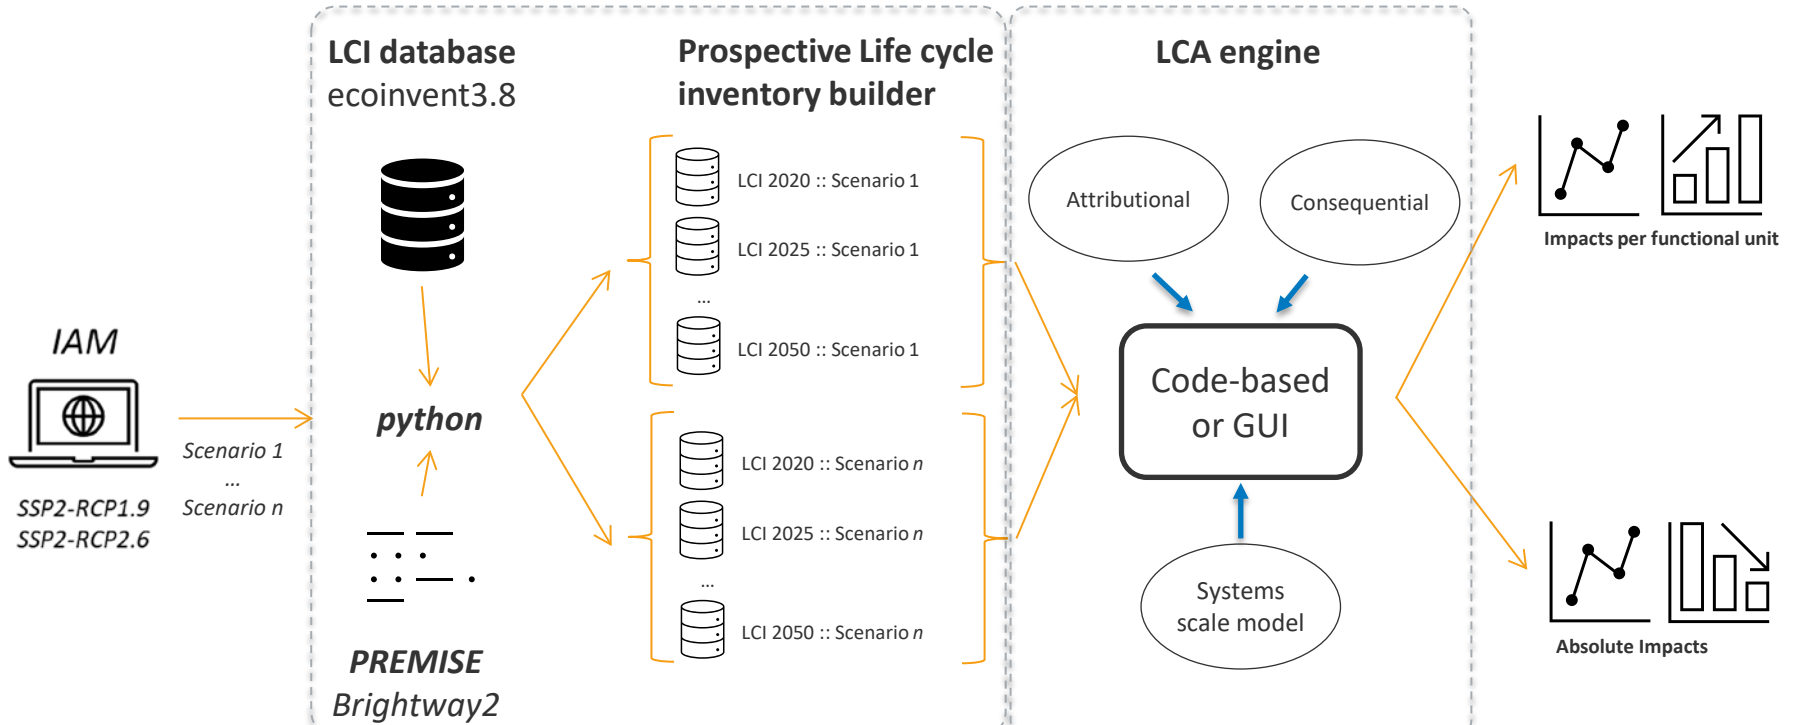 IAM
SSP2-RCP1.9
SSP2-RCP2.6
Scenario 1
...
Scenario n
LCI database
ecoinvent3.8
python
PREMISE
Brightway2
Prospective Life cycle
inventory builder
LCI 2020 :: Scenario 1
LCI 2025 :: Scenario 1
...
LCI 2050 :: Scenario 1
LCI 2020 :: Scenario n
LCI 2025 :: Scenario n
...
LCI 2050 :: Scenario n
LCA engine
Attributional
Consequential
Code-based
or GUI
Systems
scale model
Impacts per functional unit
Absolute Impacts